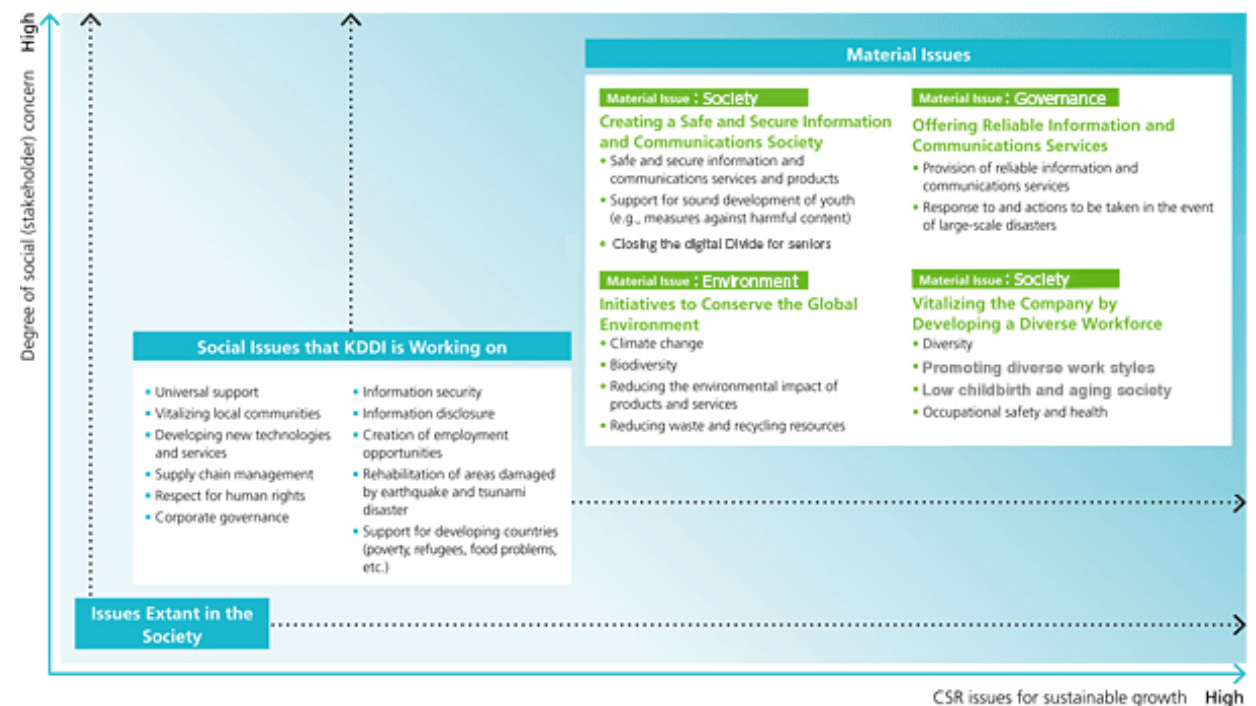 Degree of social (stakeholder) concern High
Material Issues
Material Issue : Society
Creating a Safe and Secure Information
and Communications Society
• Safe and secure information and
communications services and products
• Support for sound development of youth
(e.g., measures against harmful content)
• Closing the digital Divide for seniors
Material Issue : Governance
Offering Reliable Information and
Communications Services
• Provision of reliable information and
communications services
• Response to and actions to be taken in the event
of large-scale disasters
Material Issue : Environment
Initiatives to Conserve the Global
Environment
• Climate change
• Biodiversity
• Reducing the environmental impact of
products and services
• Reducing waste and recycling resources
Material Issue : Society
Vitalizing the Company by
Developing a Diverse Workforce
• Diversity
• Promoting diverse work styles
• Low childbirth and aging society
• Occupational safety and health
Social Issues that KDDI is Working on
• Universal support
• Vitalizing local communities
• Developing new technologies
and services
• Supply chain management
• Respect for human rights
• Corporate governance
• Information security
• Information disclosure
• Creation of employment
opportunities
• Rehabilitation of areas damaged
by earthquake and tsunami
disaster
• Support for developing countries
(poverty, refugees, food problems,
etc.)
Issues Extant in the
Society
CSR issues for sustainable growth High